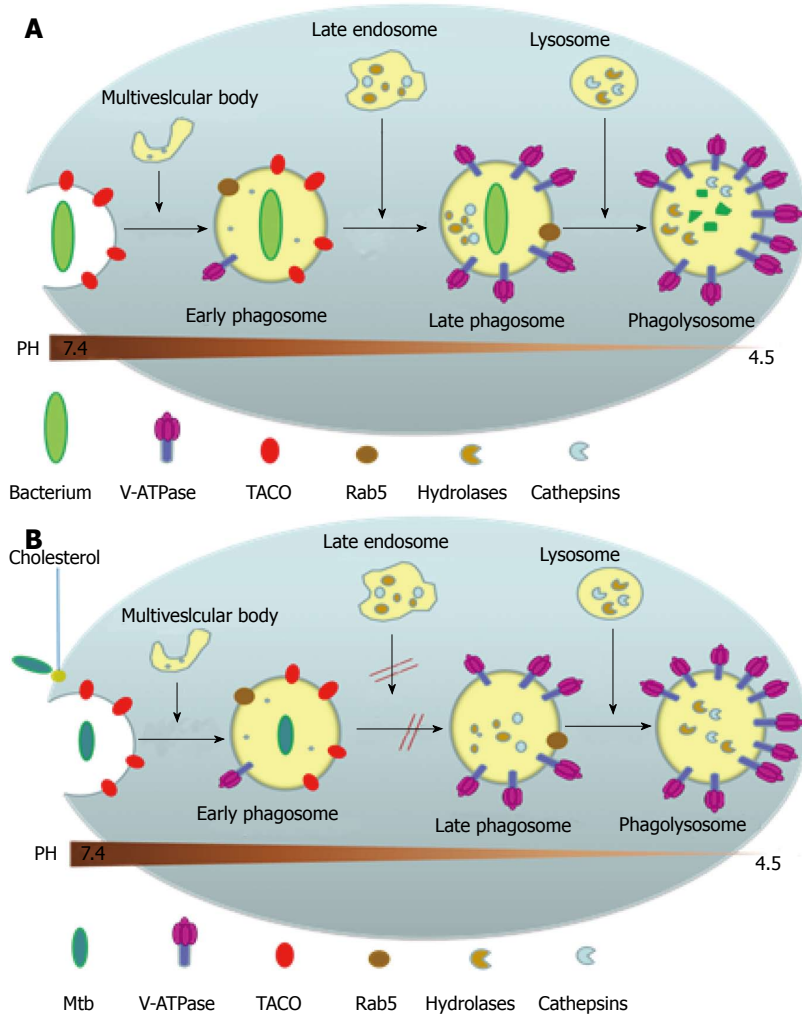 A
Late endosome
Lysosome
Multiveslcular body
Early phagosome
Late phagosome
Phagolysosome
PH
7.4
4.5
Bacterium
V-ATPase
TACO
Rab5
Hydrolases
Cathepsins
B
Cholesterol
Late endosome
Lysosome
Multiveslcular body
Early phagosome
Late phagosome
Phagolysosome
PH
7.4
4.5
Mtb
V-ATPase
TACO
Rab5
Hydrolases
Cathepsins